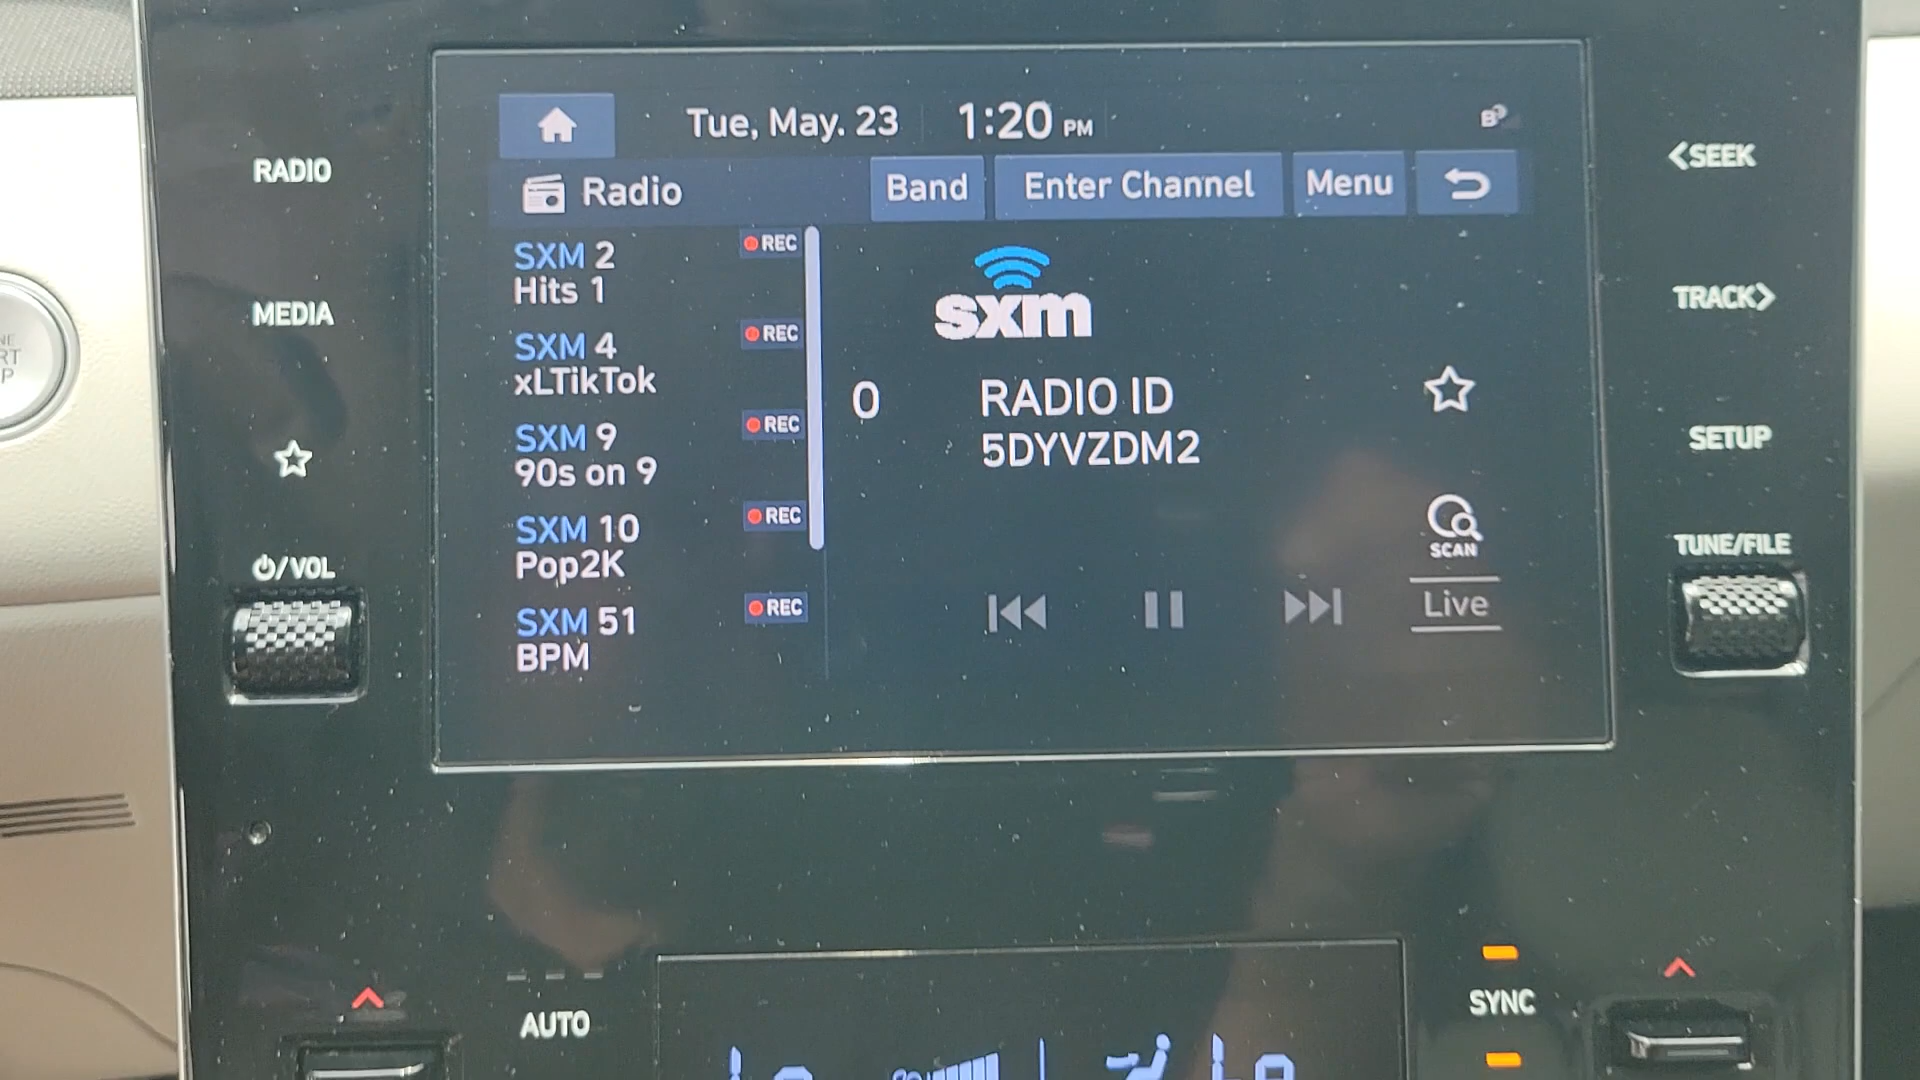 Tue, May. 23 1:20 PM
Radio Band Enter Channel Menu
SXM 2 REC
Hits 1
SXM 4 REC
xLTikTok
SXM 9 REC
90s on 9
SXM 10 REC
Pop2K
SXM 51 REC
BPM
sxm
0 RADIO ID
5DYVZDM2
SCAN
Live
RADIO
MEDIA
/VOL
<SEEK
TRACK>
SETUP
TUNE/FILE
AUTO
SYNC